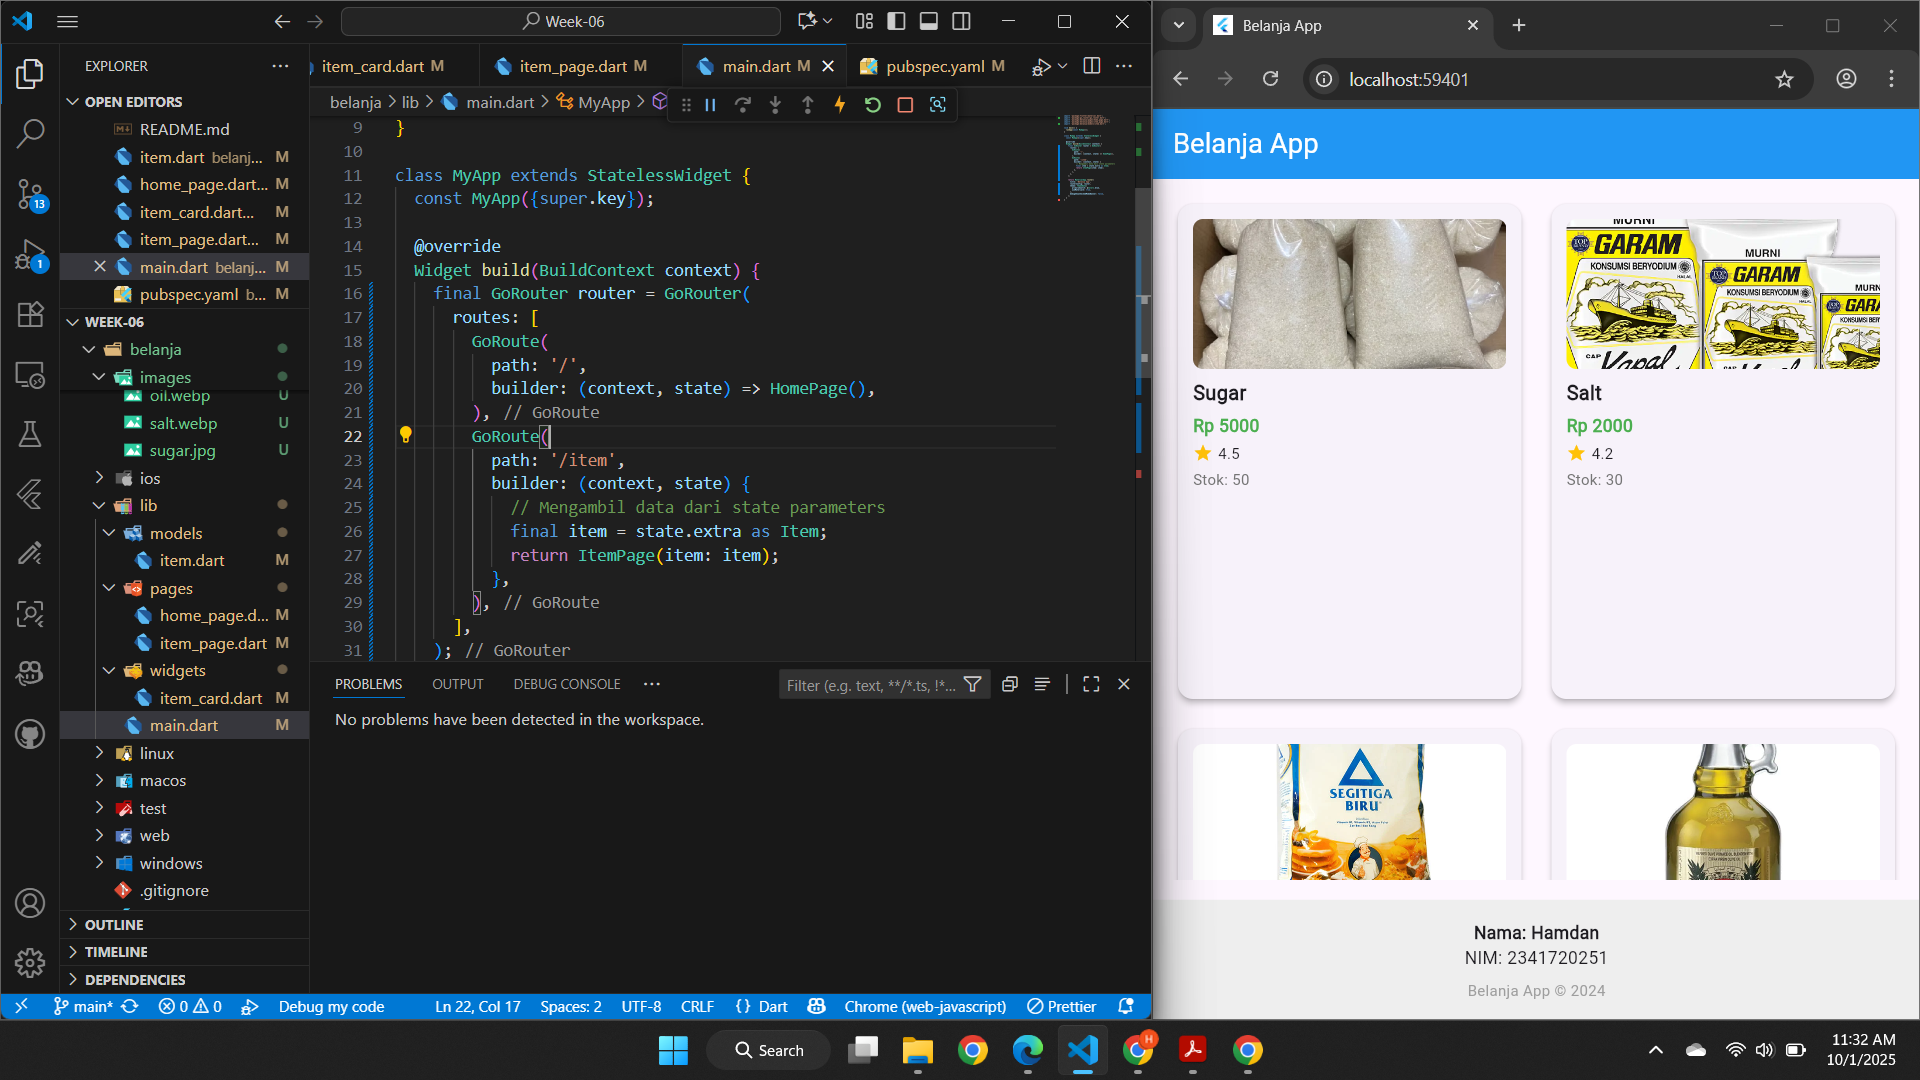 Week-06
EXPLORER
OPEN EDITORS
README.md
item.dart belanj... M
home_page.dart... M
item_card.dart... M
item_page.dart... M
main.dart belanj... M
pubspec.yaml b... M
WEEK-06
belanja
images
oil.webp U
salt.webp U
sugar.jpg U
ios
lib
models
item.dart M
pages
home_page.d... M
item_page.dart M
widgets
item_card.dart M
main.dart M
linux
macos
test
web
windows
.gitignore
OUTLINE
TIMELINE
DEPENDENCIES
13
1
item_card.dart M
item_page.dart M
main.dart M
pubspec.yaml M
belanja > lib > main.dart > MyApp >
9 }
10
11 class MyApp extends StatelessWidget {
12 const MyApp({super.key});
13
14 @override
15 Widget build(BuildContext context) {
16 final GoRouter router = GoRouter(
17 routes: [
18 GoRoute(
19 path: '/',
20 builder: (context, state) => HomePage(),
21 ), // GoRoute
22 GoRoute(
23 path: '/item',
24 builder: (context, state) {
25 // Mengambil data dari state parameters
26 final item = state.extra as Item;
27 return ItemPage(item: item);
28 },
29 ), // GoRoute
30 ],
31 ); // GoRouter
PROBLEMS OUTPUT DEBUG CONSOLE
Filter (e.g. text, **/*.ts, !*...
No problems have been detected in the workspace.
main* 0 0 Debug my code Ln 22, Col 17 Spaces: 2 UTF-8 CRLF {} Dart Chrome (web-javascript) Prettier
Belanja App
localhost:59401
Belanja App
Sugar
Rp 5000
4.5
Stok: 50
MURNI
GARAM
KONSUMSI BERYODIUM
CAP
Kapal
MURNI
GARAM
KONSUMSI BERYODIUM
MURN
GARA
Salt
Rp 2000
4.2
Stok: 30
SEGITIGA
BIRU
Nama: Hamdan
NIM: 2341720251
Belanja App © 2024
Search
H
11:32 AM
10/1/2025